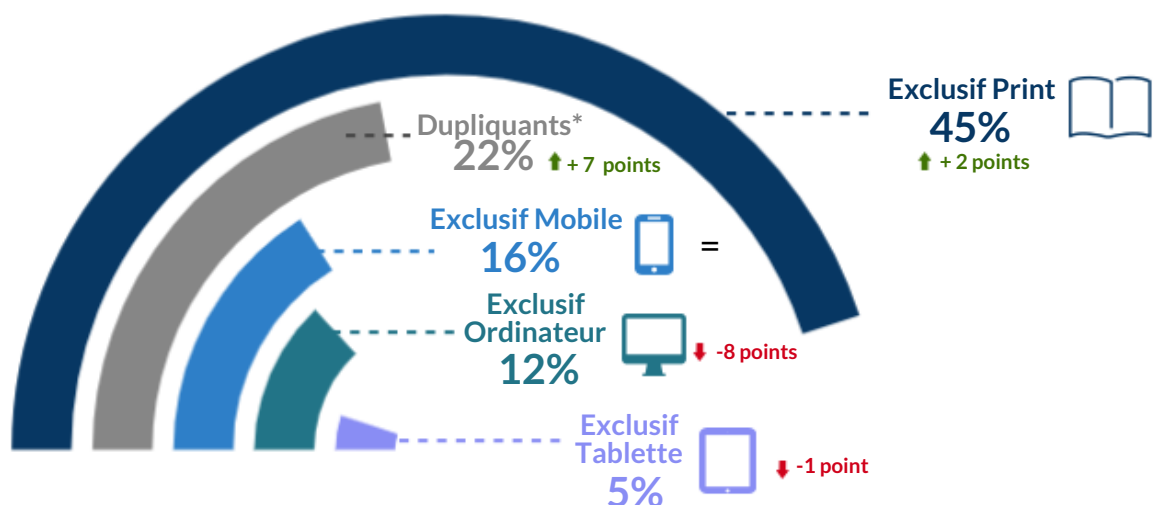 Exclusif Print
45%
+ 2 points
Dupliquants*
22%
+ 7 points
Exclusif Mobile
16%
=
Exclusif
Ordinateur
12%
-8 points
Exclusif
Tablette
5%
-1 point